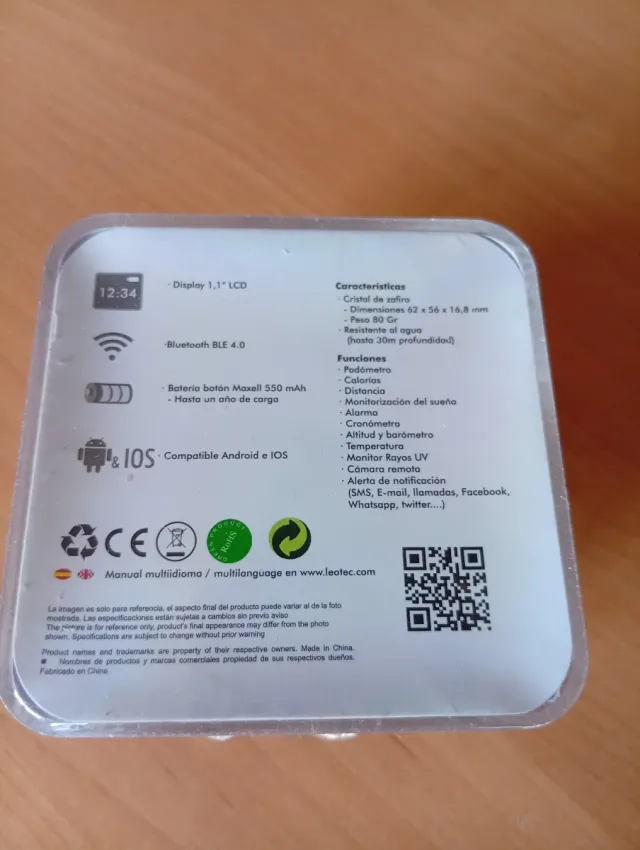 12:34
· Display 1,1" LCD
·Bluetooth BLE 4.0
· Batería botón Maxell 550 mAh
- Hasta un año de carga
& IOS
· Compatible Android e IOS
Características
· Cristal de zafiro
- Dimensiones 62 x 56 x 16,8 mm
- Peso 80 Gr
· Resistente al agua
(hasta 30m profundidad)
Funciones
· Podómetro
· Calorías
· Distancia
· Monitorización del sueño
· Alarma
· Cronómetro
· Altitud y barómetro
· Temperatura
· Monitor Rayos UV
· Cámara remota
· Alerta de notificación
(SMS, E-mail, llamadas, Facebook,
Whatsapp, twitter....)
CE
GREEN PRODUCT
RoHS
Manual multiidioma / multilanguage en www.leotec.com
La imagen es solo para referencia, el aspecto final del producto puede variar al de la foto
mostrada. Las especificaciones están sujetas a cambios sin previo aviso
The are is for reference only, product's final appearance may differ from the photo
shown. Specifications are subject to change without prior warning
Product names and trademarks are property of their respective owners. Made in China.
Nombres de productos y marcas comerciales propiedad de sus respectivos dueños.
Fabricado en China